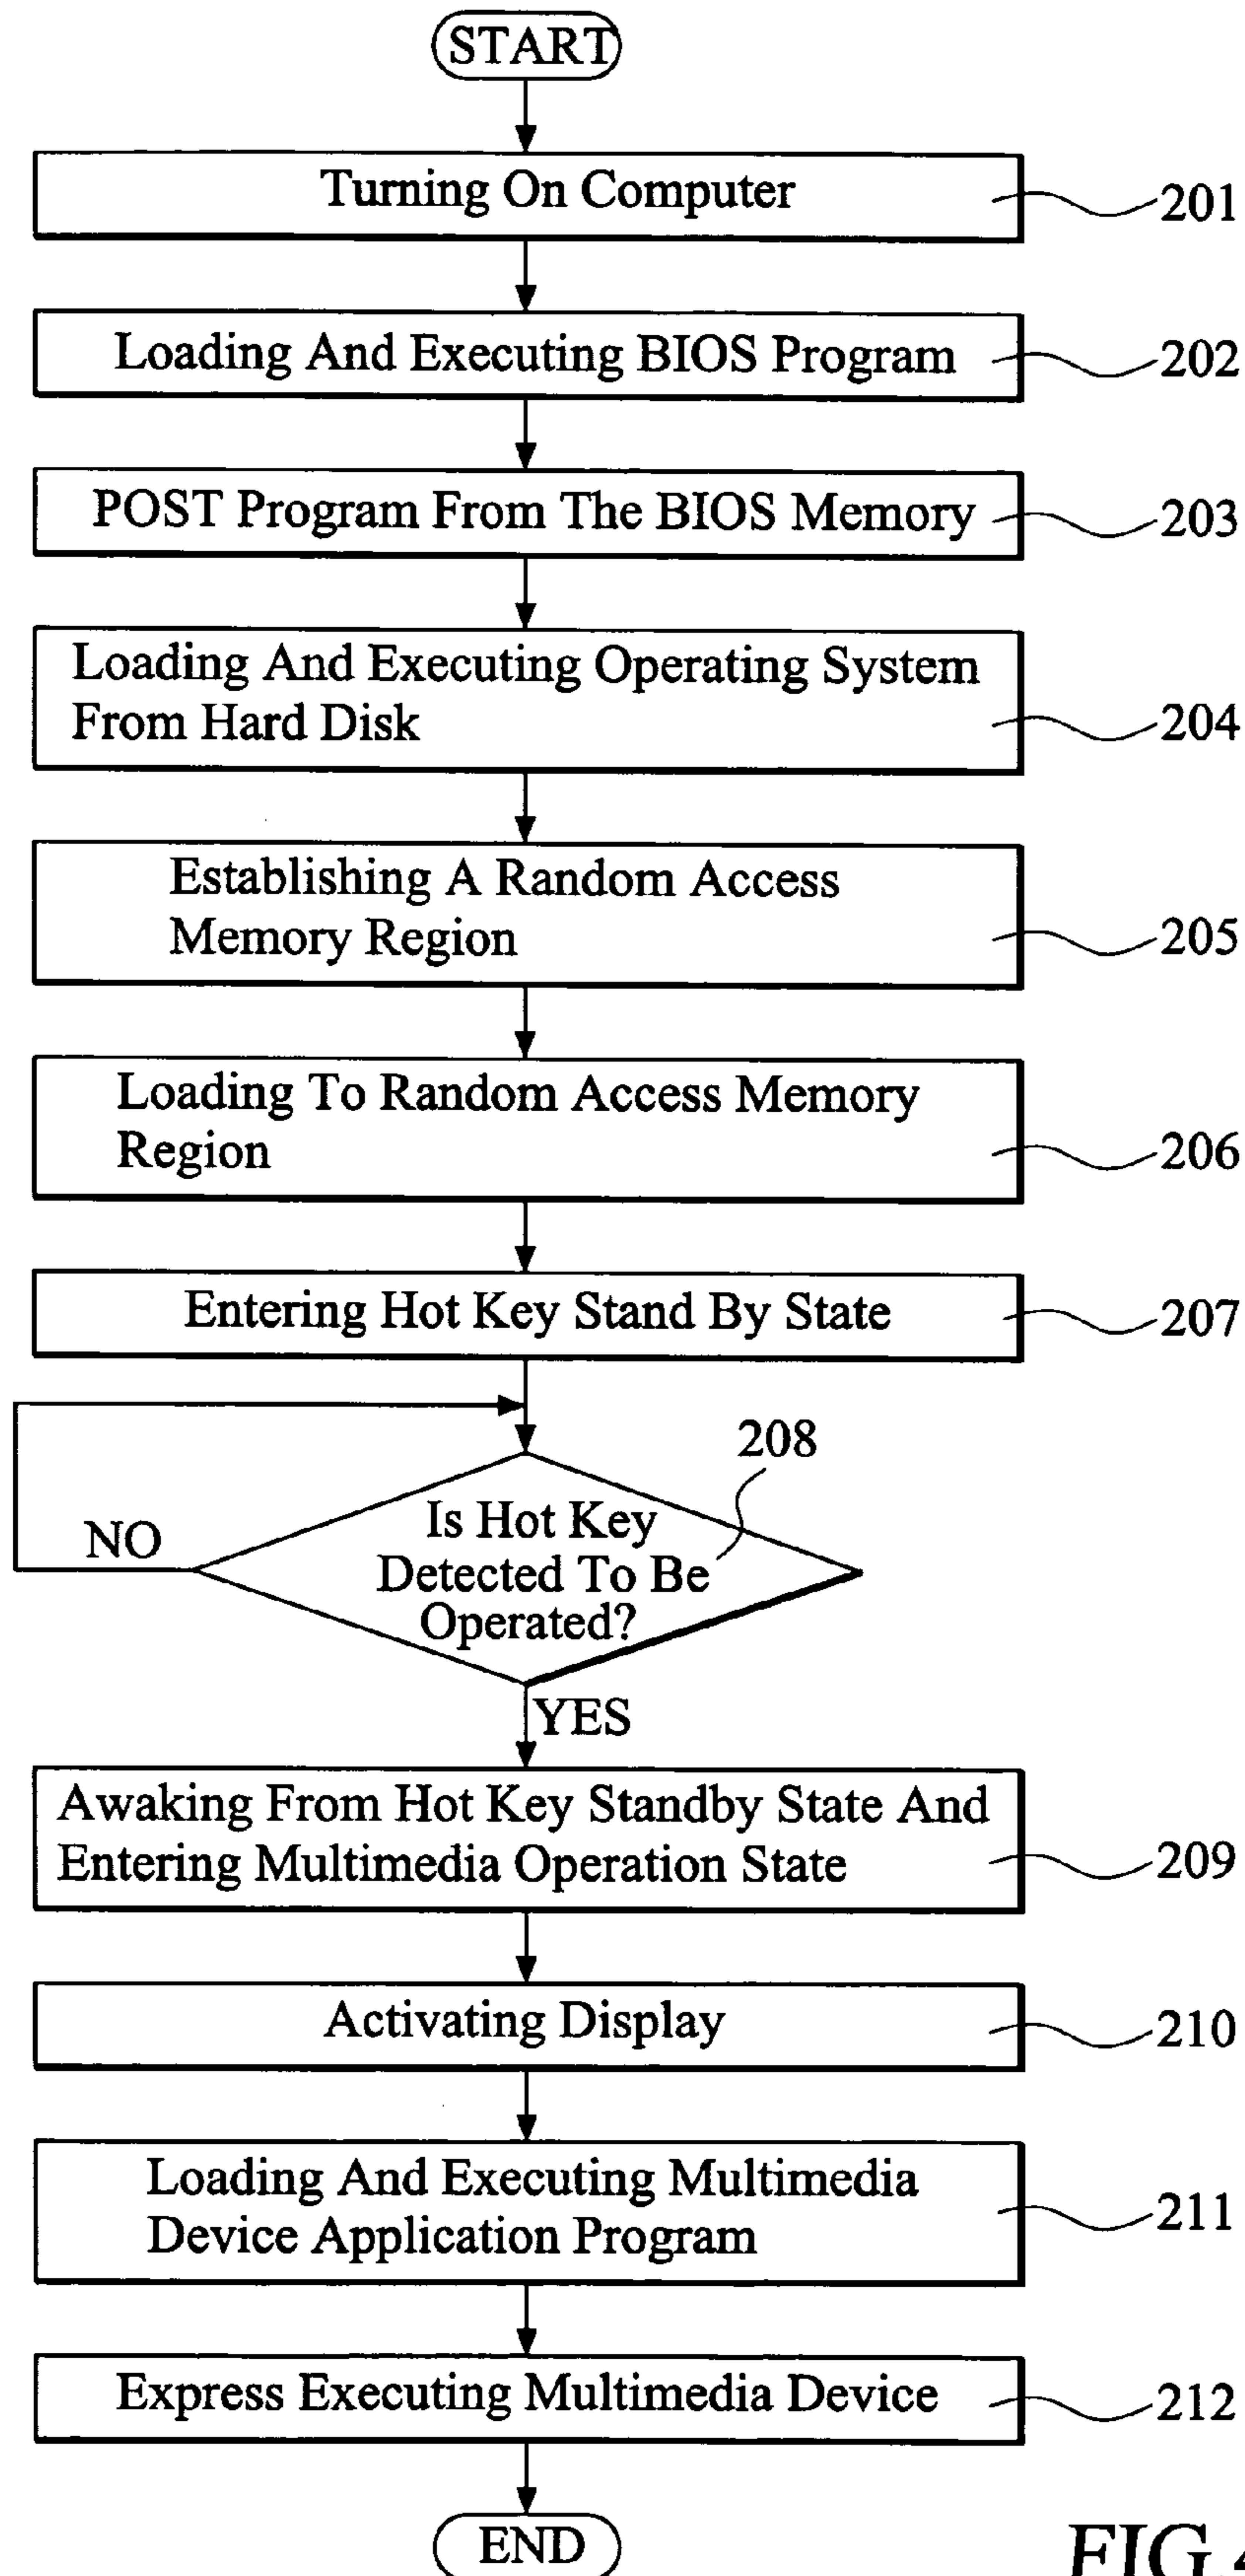 START
Turning On Computer
201
Loading And Executing BIOS Program
202
POST Program From The BIOS Memory
203
Loading And Executing Operating System
From Hard Disk
204
Establishing A Random Access
Memory Region
205
Loading To Random Access Memory
Region
206
Entering Hot Key Stand By State
207
208
Is Hot Key
Detected To Be
Operated?
NO
YES
Awaking From Hot Key Standby State And
Entering Multimedia Operation State
209
Activating Display
210
Loading And Executing Multimedia
Device Application Program
211
Express Executing Multimedia Device
212
END
FIG.4